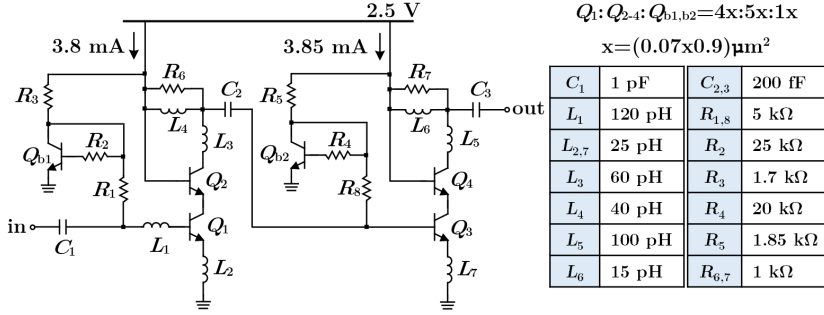 Q1:Q2-4:Qb1,b2=4x:5x:1x
x=(0.07x0.9)μm²
2.5 V
3.8 mA
3.85 mA
R6
R7
C2
C3
R3
R5
L4
L6
out
L3
L5
Qb1
R2
Qb2
R4
Q2
Q4
R1
R8
in
C1
L1
Q1
Q3
L2
L7
C1 1 pF C2,3 200 fF
L1 120 pH R1,8 5 kΩ
L2,7 25 pH R2 25 kΩ
L3 60 pH R3 1.7 kΩ
L4 40 pH R4 20 kΩ
L5 100 pH R5 1.85 kΩ
L6 15 pH R6,7 1 kΩ